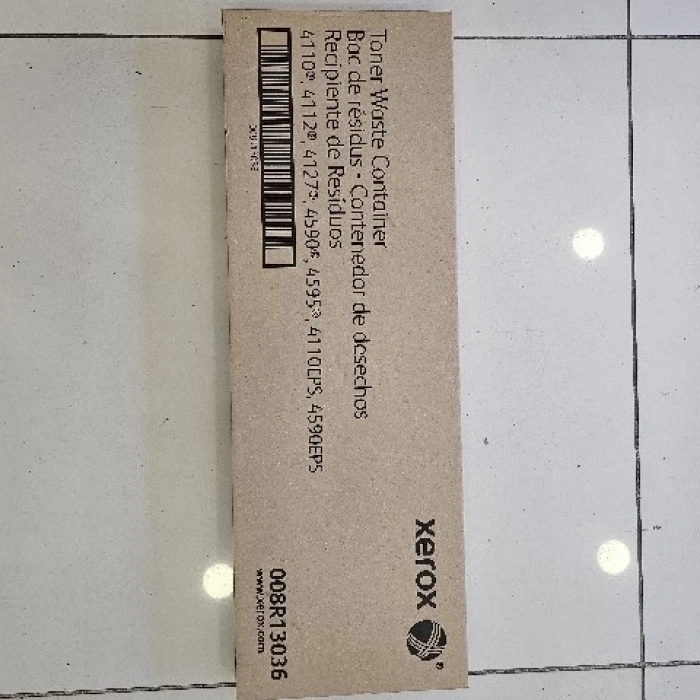 Toner Waste Container
Bac de résidus - Contenedor de desechos
Recipiente de Resíduos
4110®, 4112®, 4127®, 4590®, 4595®, 4110EPS, 4590EPS
008R13036
xerox®
008R13036
www.xerox.com